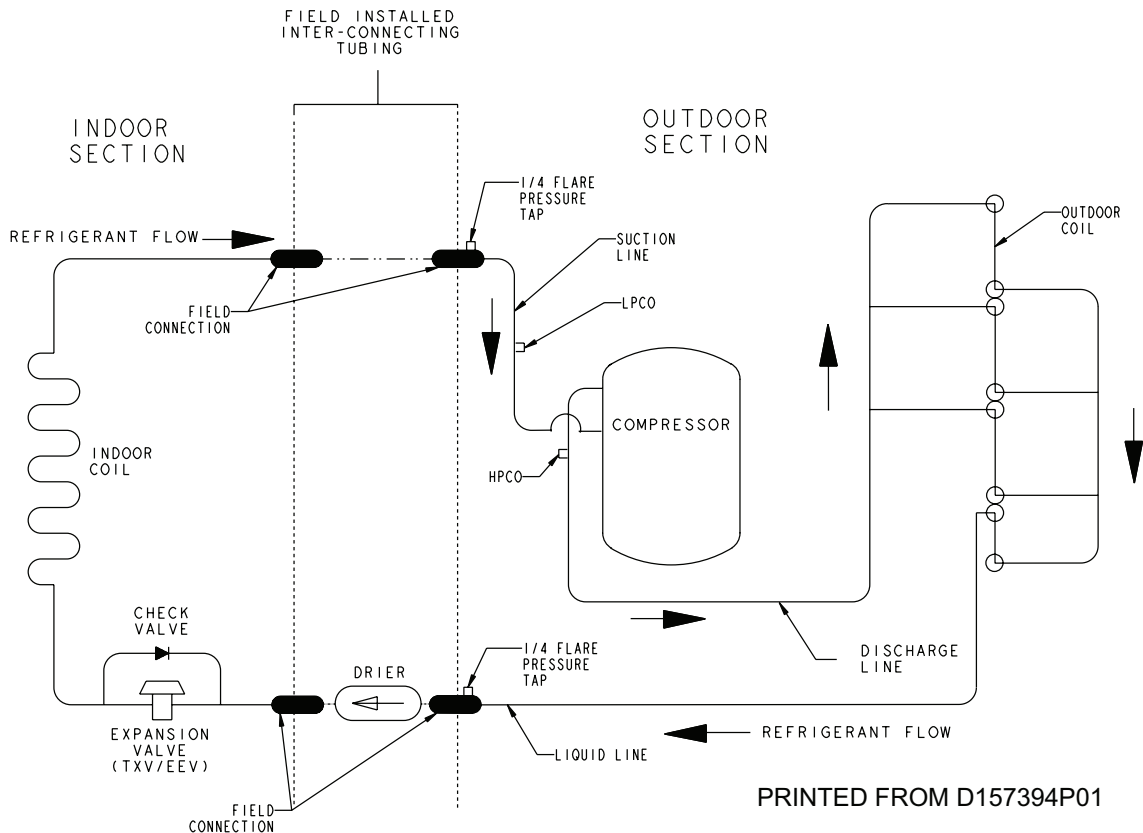 FIELD INSTALLED
INTER-CONNECTING
TUBING
INDOOR
SECTION
OUTDOOR
SECTION
1/4 FLARE
PRESSURE
TAP
REFRIGERANT FLOW
SUCTION
LINE
OUTDOOR
COIL
FIELD
CONNECTION
LPCO
COMPRESSOR
INDOOR
COIL
HPCO
CHECK
VALVE
DRIER
1/4 FLARE
PRESSURE
TAP
DISCHARGE
LINE
EXPANSION
VALVE
(TXV/EEV)
LIQUID LINE
REFRIGERANT FLOW
FIELD
CONNECTION
PRINTED FROM D157394P01